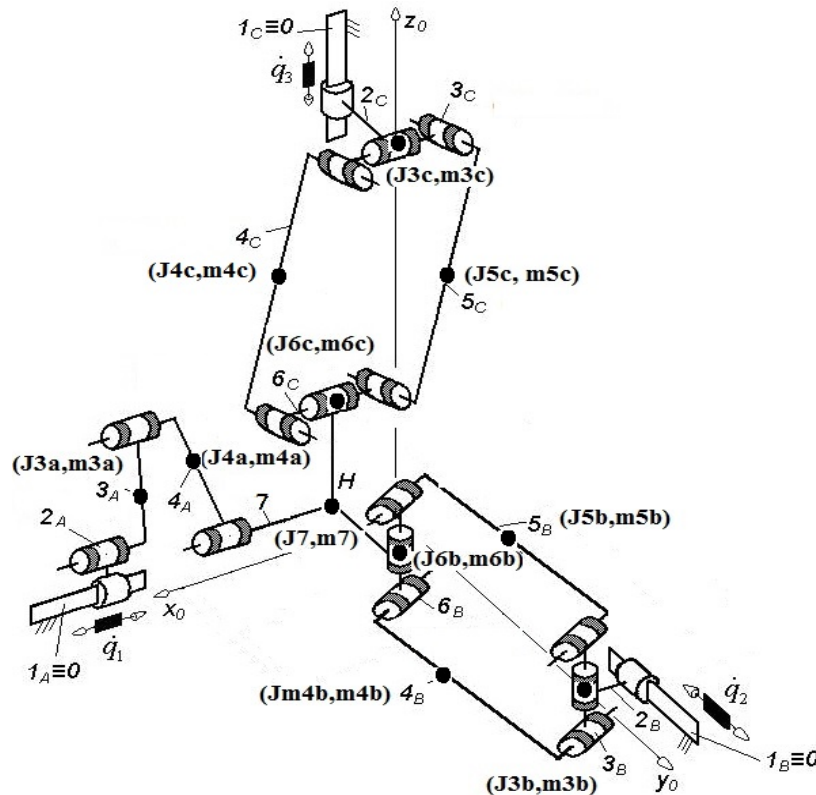 1C≡0
z0
q̇3
2C
3C
(J3c,m3c)
4C
(J4c,m4c)
(J5c, m5c)
5C
(J6c,m6c)
6C
(J3a,m3a)
(J4a,m4a)
H
3A
4A
7
5B
(J5b,m5b)
2A
(J7,m7)
(J6b,m6b)
x0
6B
1A≡0
q̇1
(Jm4b,m4b)
4B
q̇2
2B
3B
1B≡0
y0
(J3b,m3b)